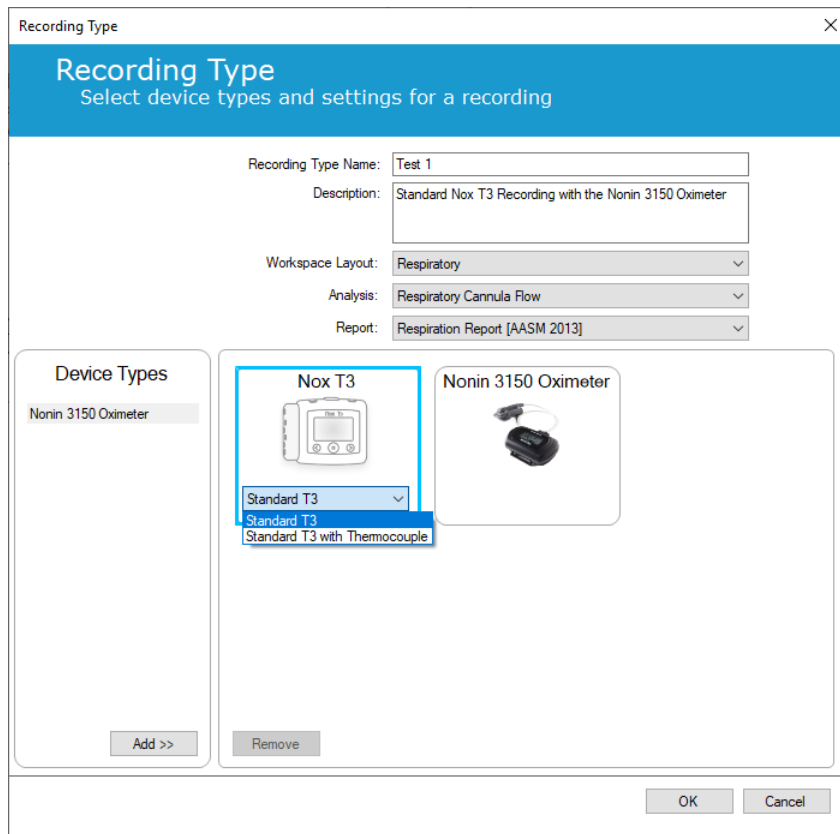 Recording Type
Recording Type
Select device types and settings for a recording
Recording Type Name: Test 1
Description: Standard Nox T3 Recording with the Nonin 3150 Oximeter
Workspace Layout: Respiratory
Analysis: Respiratory Cannula Flow
Report: Respiration Report [AASM 2013]
Device Types
Nonin 3150 Oximeter
Nox T3
Nox T3
Standard T3
Standard T3
Standard T3 with Thermocouple
Nonin 3150 Oximeter
Add >>
Remove
OK
Cancel